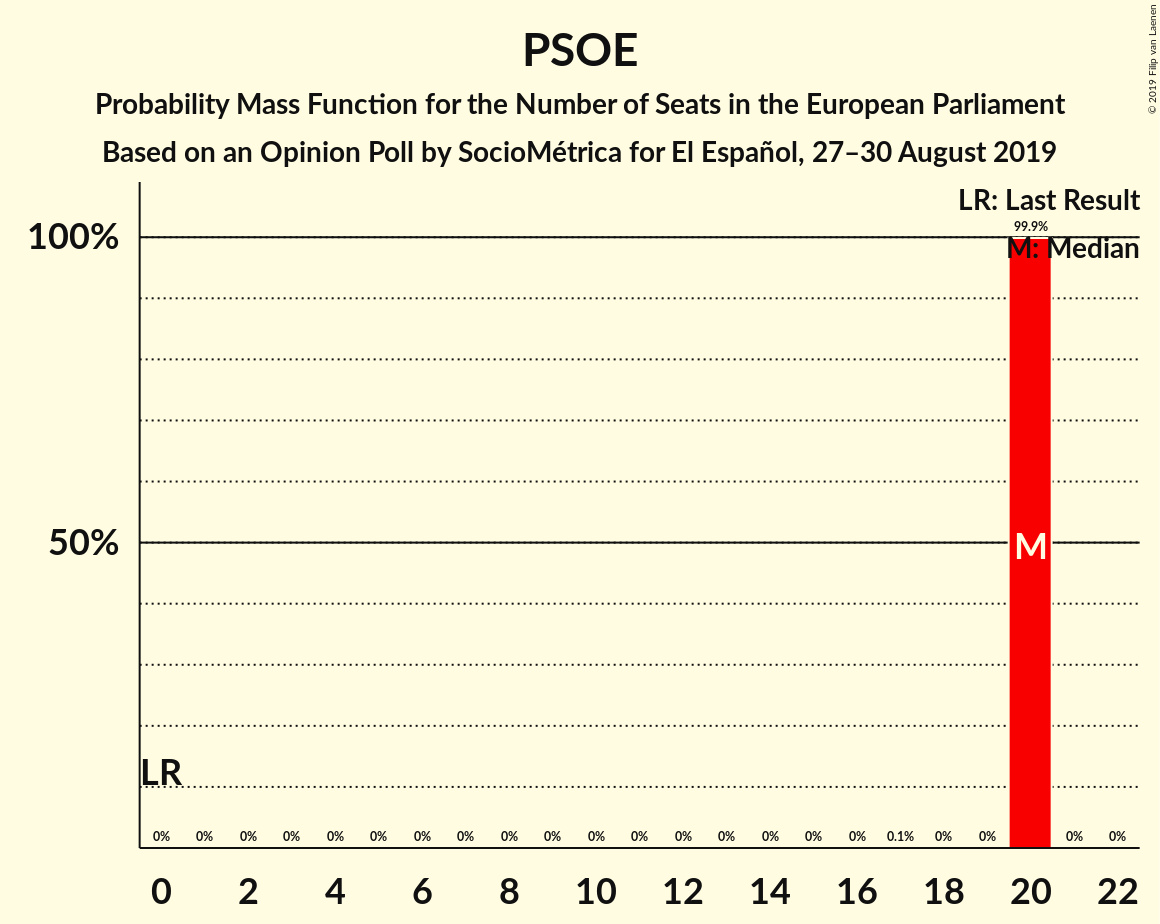 PSOE
Probability Mass Function for the Number of Seats in the European Parliament
Based on an Opinion Poll by SocioMétrica for El Español, 27–30 August 2019
© 2019 Filip van Laenen
LR: Last Result
M: Median
99.9%
100%
50%
M
LR
0% 0% 0% 0% 0% 0% 0% 0% 0% 0% 0% 0% 0% 0% 0% 0% 0% 0.1% 0% 0% 0% 0%
0 2 4 6 8 10 12 14 16 18 20 22